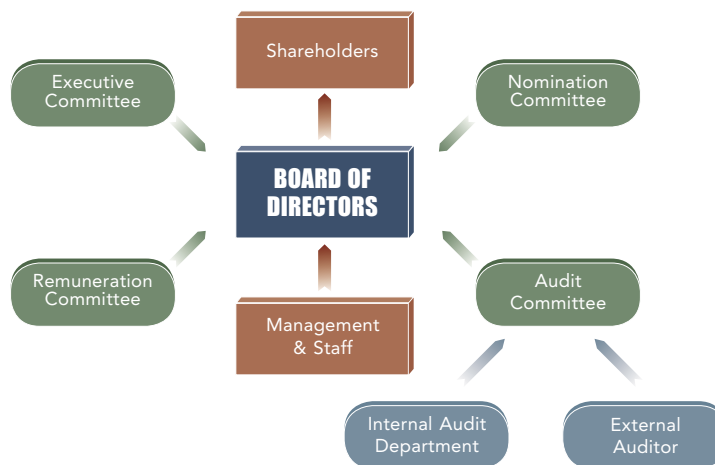 Shareholders
Executive
Committee
Nomination
Committee
BOARD OF
DIRECTORS
Remuneration
Committee
Audit
Committee
Management
& Staff
Internal Audit
Department
External
Auditor